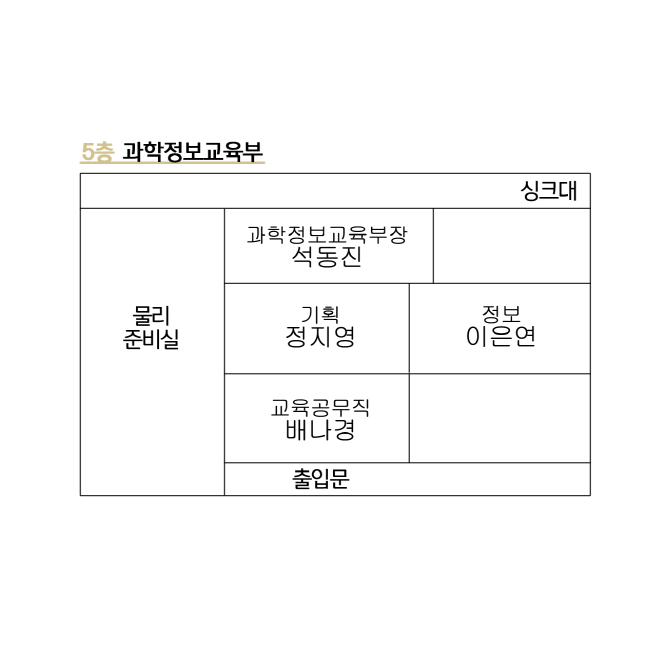 5층 과학정보교육부
싱크대
과학정보교육부장
석동진
물리
준비실
기획
정지영
정보
이은연
교육공무직
배나경
출입문